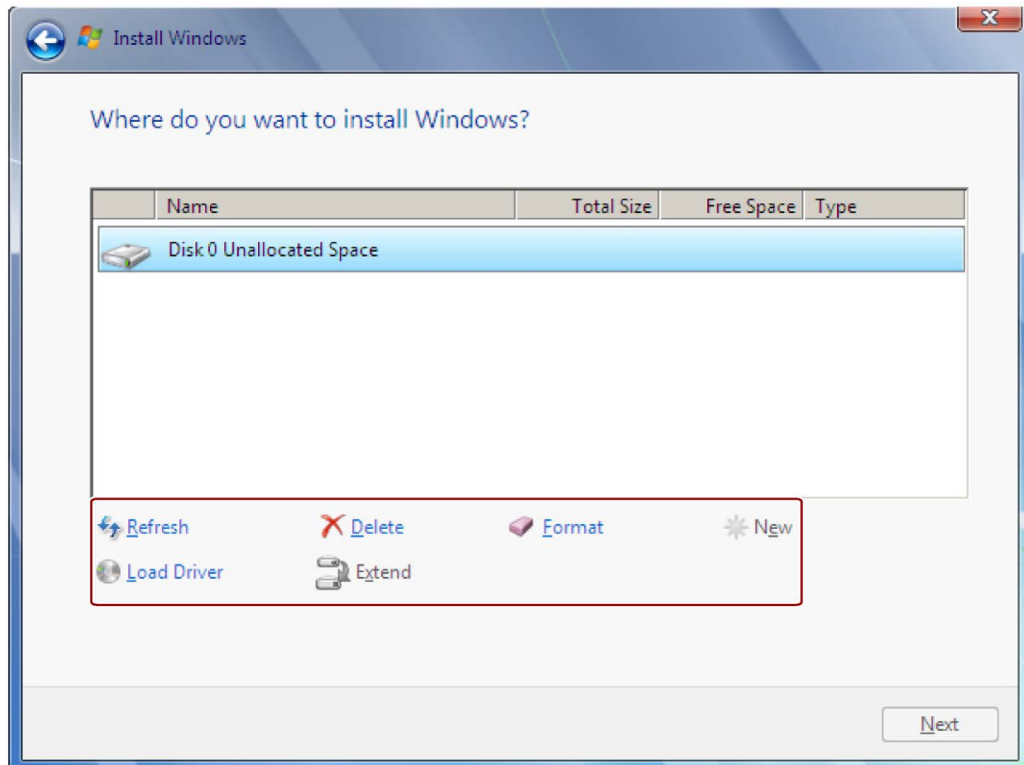 Install Windows
Where do you want to install Windows?
Name Total Size Free Space Type
Disk 0 Unallocated Space
Refresh Delete Format New
Load Driver Extend
Next